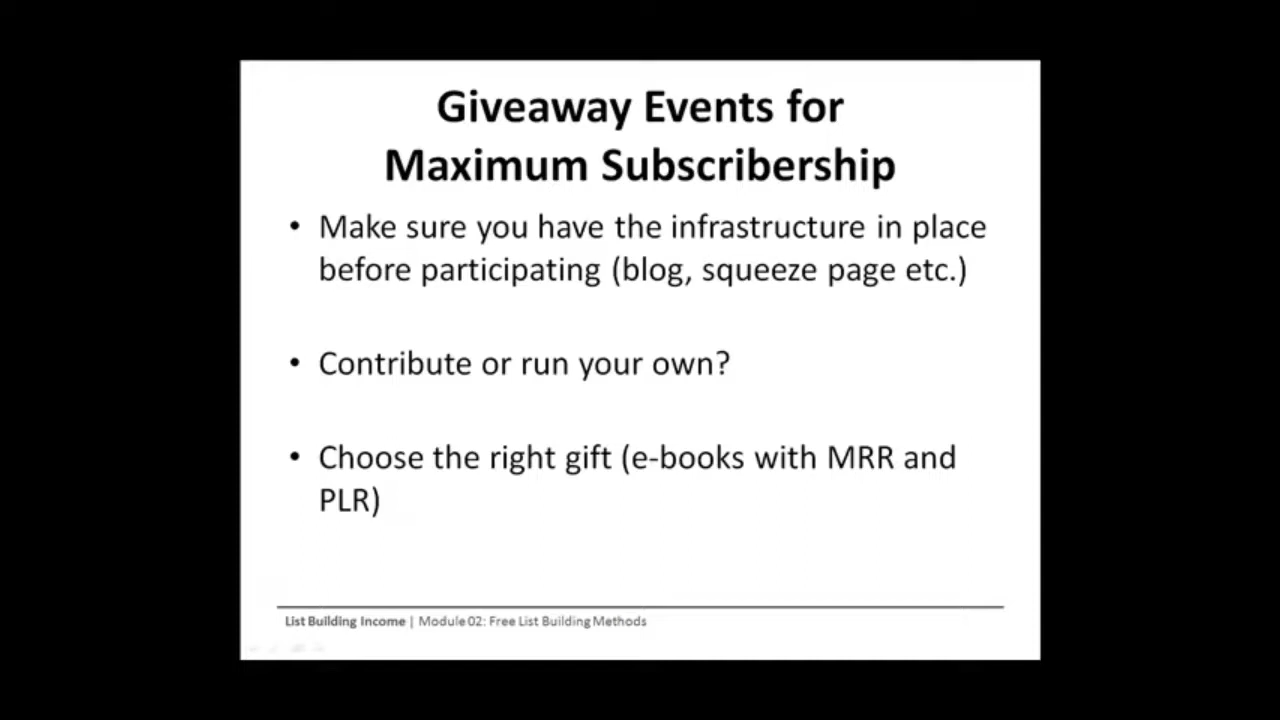 Giveaway Events for
Maximum Subscribership
• Make sure you have the infrastructure in place
before participating (blog, squeeze page etc.)
• Contribute or run your own?
• Choose the right gift (e-books with MRR and
PLR)
List Building Income | Module 02: Free List Building Methods